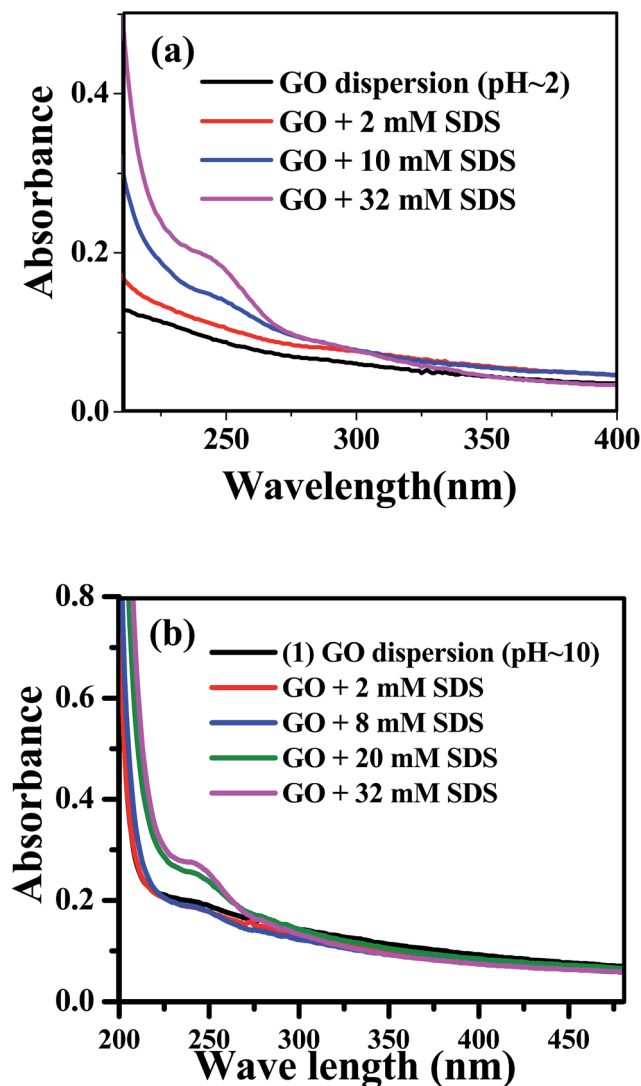 (a)
GO dispersion (pH~2)
GO + 2 mM SDS
GO + 10 mM SDS
GO + 32 mM SDS
Absorbance
0.4
0.2
0.0
250 300 350 400
Wavelength(nm)
(b)
(1) GO dispersion (pH~10)
GO + 2 mM SDS
GO + 8 mM SDS
GO + 20 mM SDS
GO + 32 mM SDS
Absorbance
0.8
0.6
0.4
0.2
0.0
200 250 300 350 400 450
Wave length (nm)